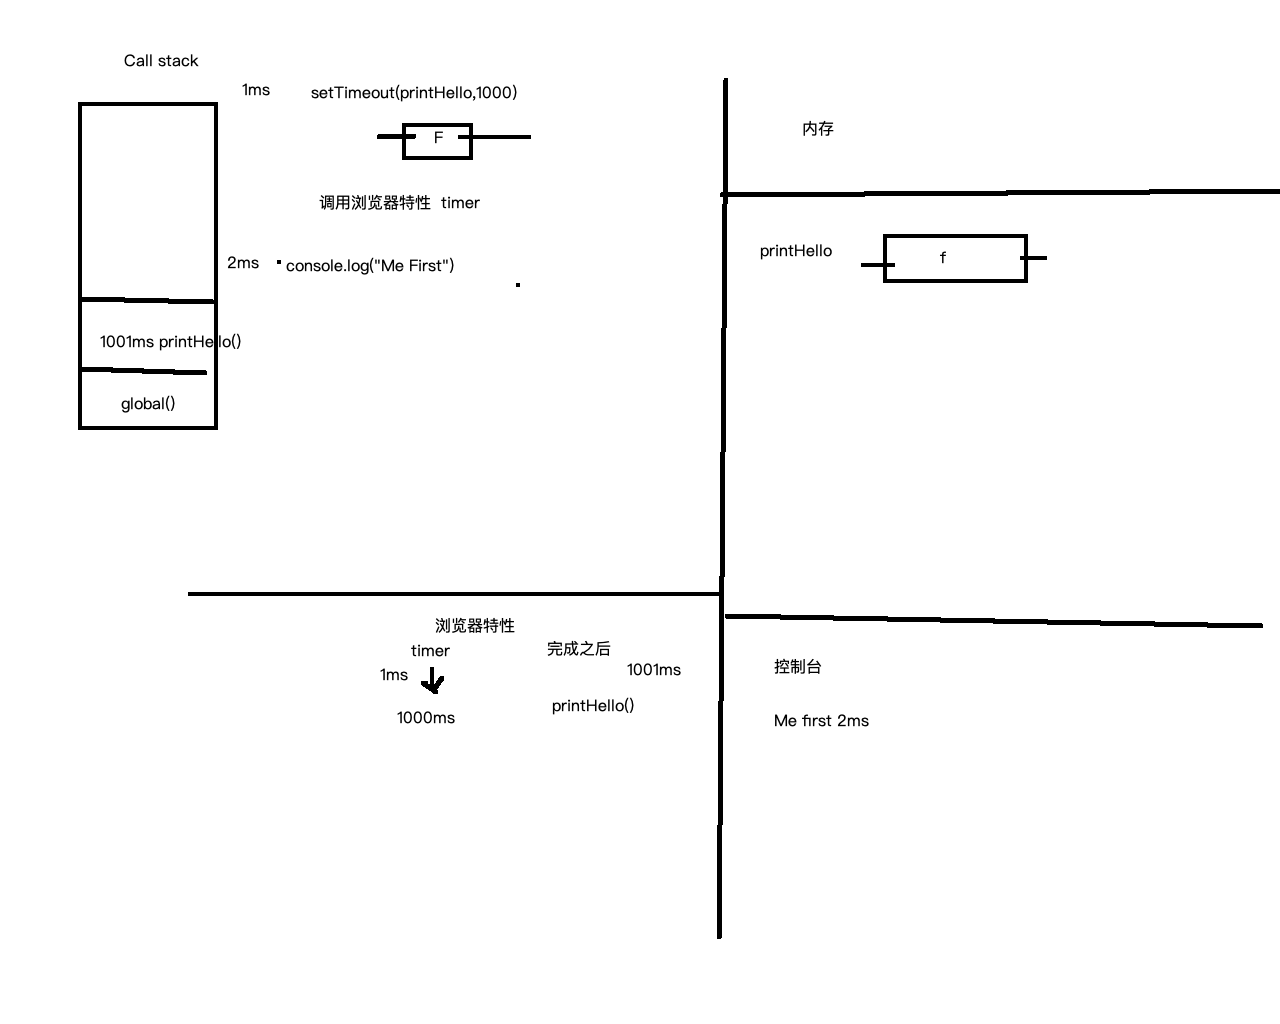 Call stack
1ms
setTimeout(printHello,1000)
F
调用浏览器特性 timer
2ms
console.log("Me First")
1001ms printHello()
global()
内存
printHello
f
浏览器特性
timer
1ms
1000ms
完成之后
1001ms
printHello()
控制台
Me first 2ms